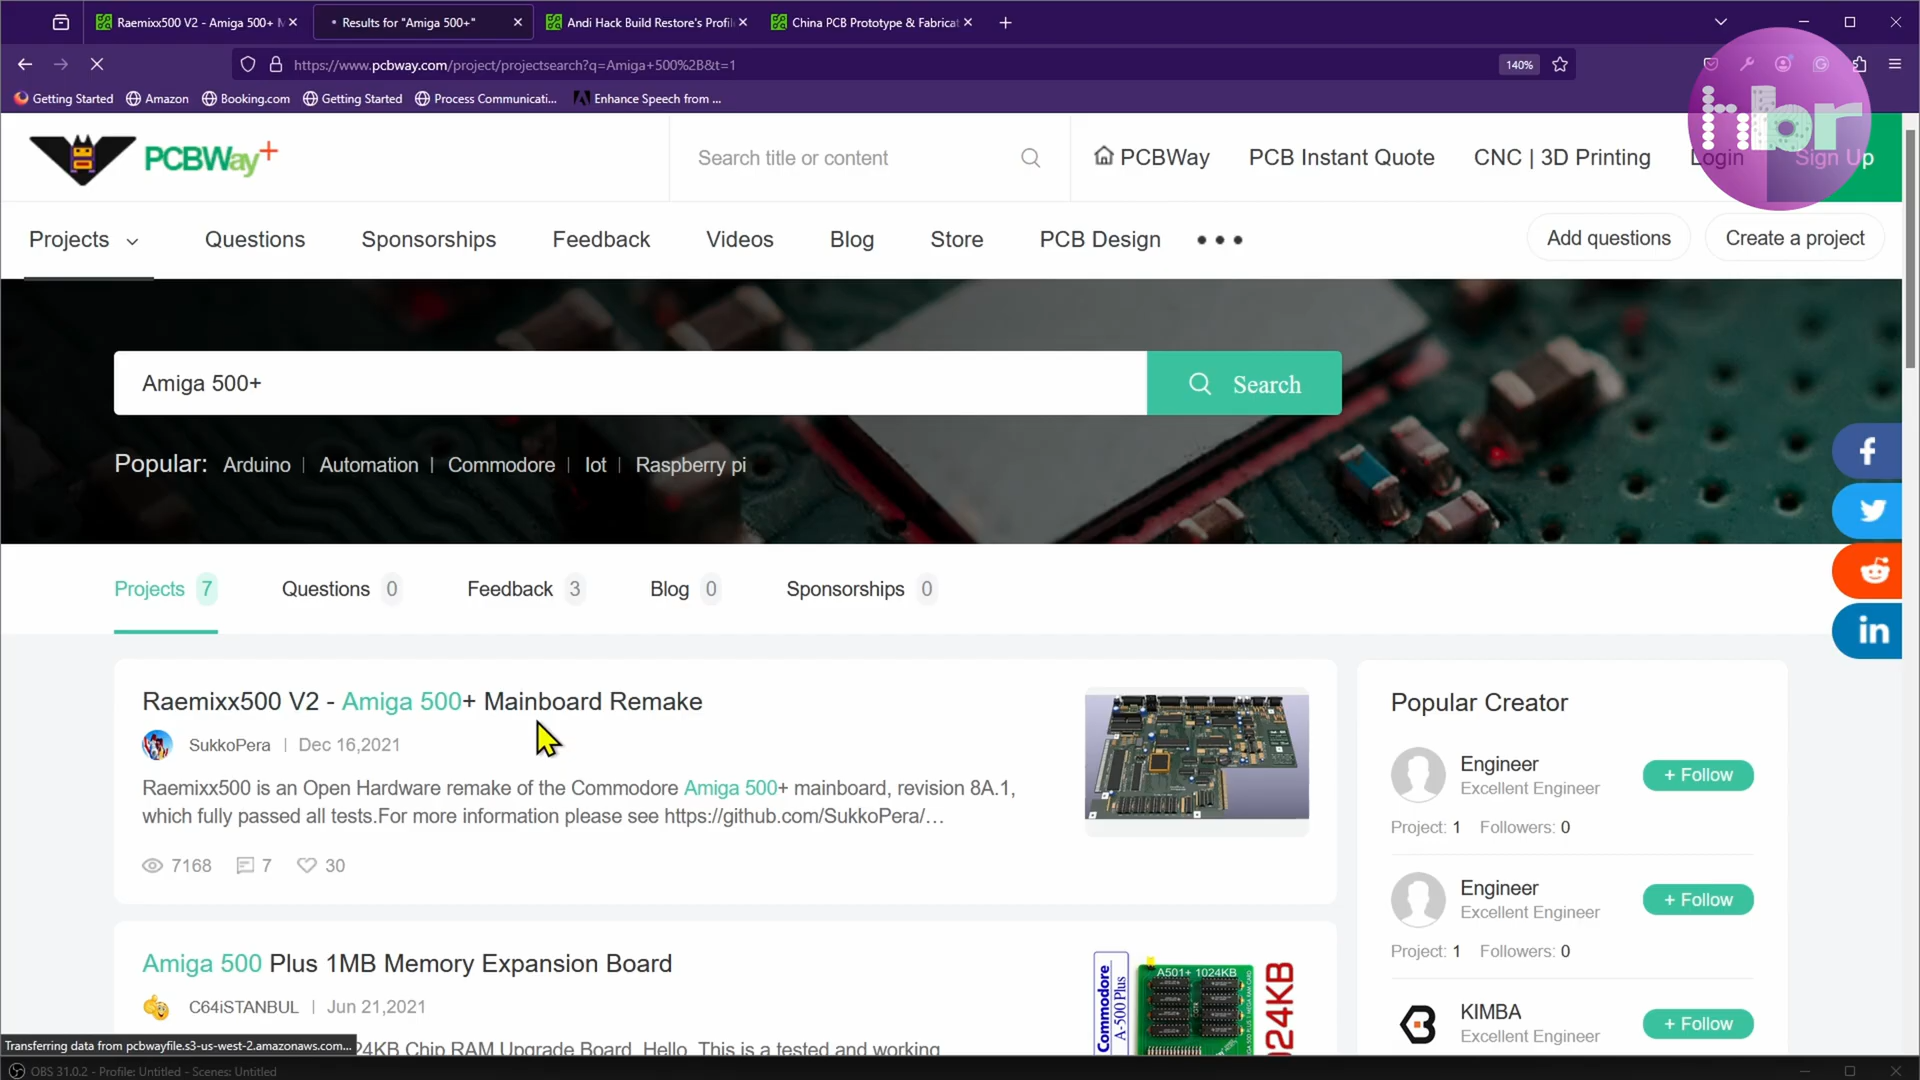 Raemixx500 V2 - Amiga 500+ M
Results for "Amiga 500+"
Andi Hack Build Restore's Profil
China PCB Prototype & Fabricat
https://www.pcbway.com/project/projectsearch?q=Amiga+500%2B&t=1
140%
Getting Started
Amazon
Booking.com
Getting Started
Process Communicati...
Enhance Speech from ...
hbr
PCBWay+
Search title or content
PCBWay
PCB Instant Quote
CNC | 3D Printing
Login
Sign Up
Projects
Questions
Sponsorships
Feedback
Videos
Blog
Store
PCB Design
Add questions
Create a project
Amiga 500+
Search
Popular: Arduino | Automation | Commodore | Iot | Raspberry pi
Projects 7
Questions 0
Feedback 3
Blog 0
Sponsorships 0
Raemixx500 V2 - Amiga 500+ Mainboard Remake
SukkoPera | Dec 16,2021
Raemixx500 is an Open Hardware remake of the Commodore Amiga 500+ mainboard, revision 8A.1,
which fully passed all tests.For more information please see https://github.com/SukkoPera/…
7168
7
30
Popular Creator
Engineer
Excellent Engineer
+ Follow
Project: 1 Followers: 0
Engineer
Excellent Engineer
+ Follow
Project: 1 Followers: 0
KIMBA
Excellent Engineer
+ Follow
Amiga 500 Plus 1MB Memory Expansion Board
C64iSTANBUL | Jun 21,2021
24KB Chip RAM Upgrade Board. Hello, This is a tested and working
Commodore
A-500 Plus
A501+ 1024KB
024KB
Transferring data from pcbwayfile.s3-us-west-2.amazonaws.com...
OBS 31.0.2 - Profile: Untitled - Scenes: Untitled